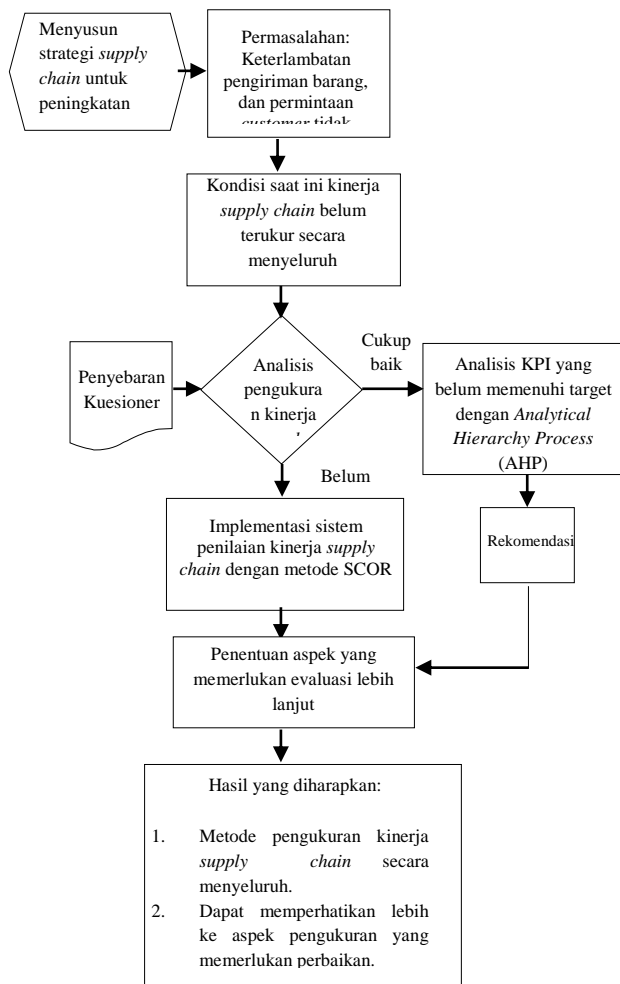 Menyusun
strategi supply
chain untuk
peningkatan
Permasalahan:
Keterlambatan
pengiriman barang,
dan permintaan
customer tidak
Kondisi saat ini kinerja
supply chain belum
terukur secara
menyeluruh
Penyebaran
Kuesioner
Analisis
pengukura
n kinerja
Cukup
baik
Analisis KPI yang
belum memenuhi target
dengan Analytical
Hierarchy Process
(AHP)
Belum
Rekomendasi
Implementasi sistem
penilaian kinerja supply
chain dengan metode SCOR
Penentuan aspek yang
memerlukan evaluasi lebih
lanjut
Hasil yang diharapkan:
1. Metode pengukuran kinerja
supply chain secara
menyeluruh.
2. Dapat memperhatikan lebih
ke aspek pengukuran yang
memerlukan perbaikan.